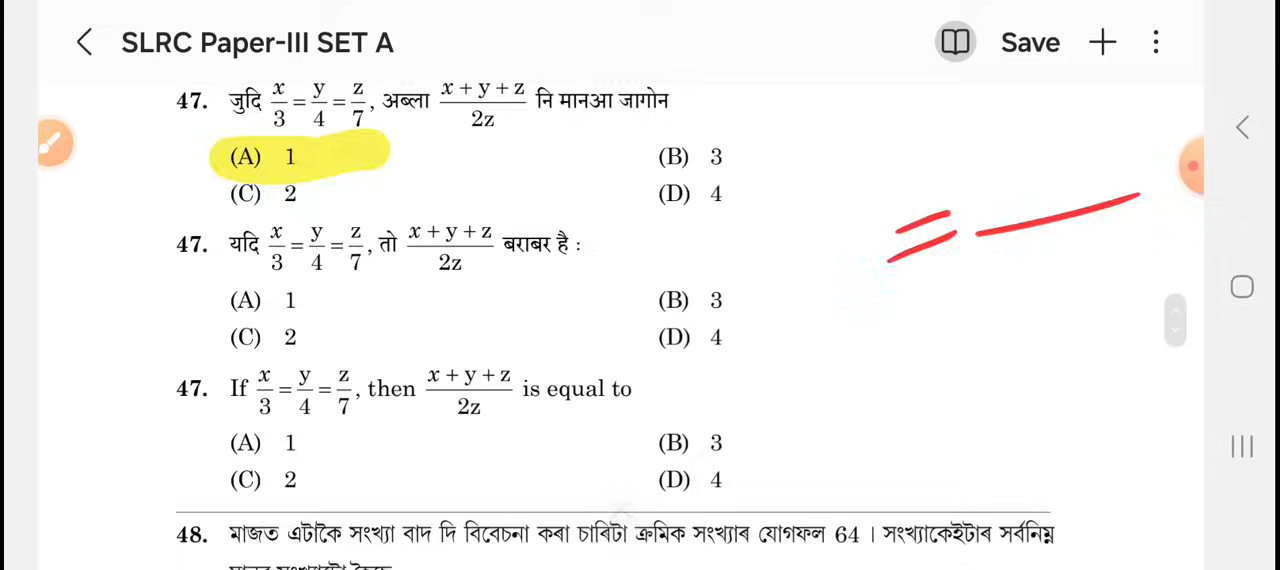 SLRC Paper-III SET A
Save
47. जुदि x/3 = y/4 = z/7, अब्ला (x + y + z)/2z नि मानआ जागोन
(A) 1 (B) 3
(C) 2 (D) 4
47. यदि x/3 = y/4 = z/7, तो (x + y + z)/2z बराबर है :
(A) 1 (B) 3
(C) 2 (D) 4
47. If x/3 = y/4 = z/7, then (x + y + z)/2z is equal to
(A) 1 (B) 3
(C) 2 (D) 4
48. মাজত এটাকৈ সংখ্যা বাদ দি বিবেচনা কৰা চাৰিটা ক্ৰমিক সংখ্যাৰ যোগফল 64 । সংখ্যাকেইটাৰ সৰ্বনিম্ন